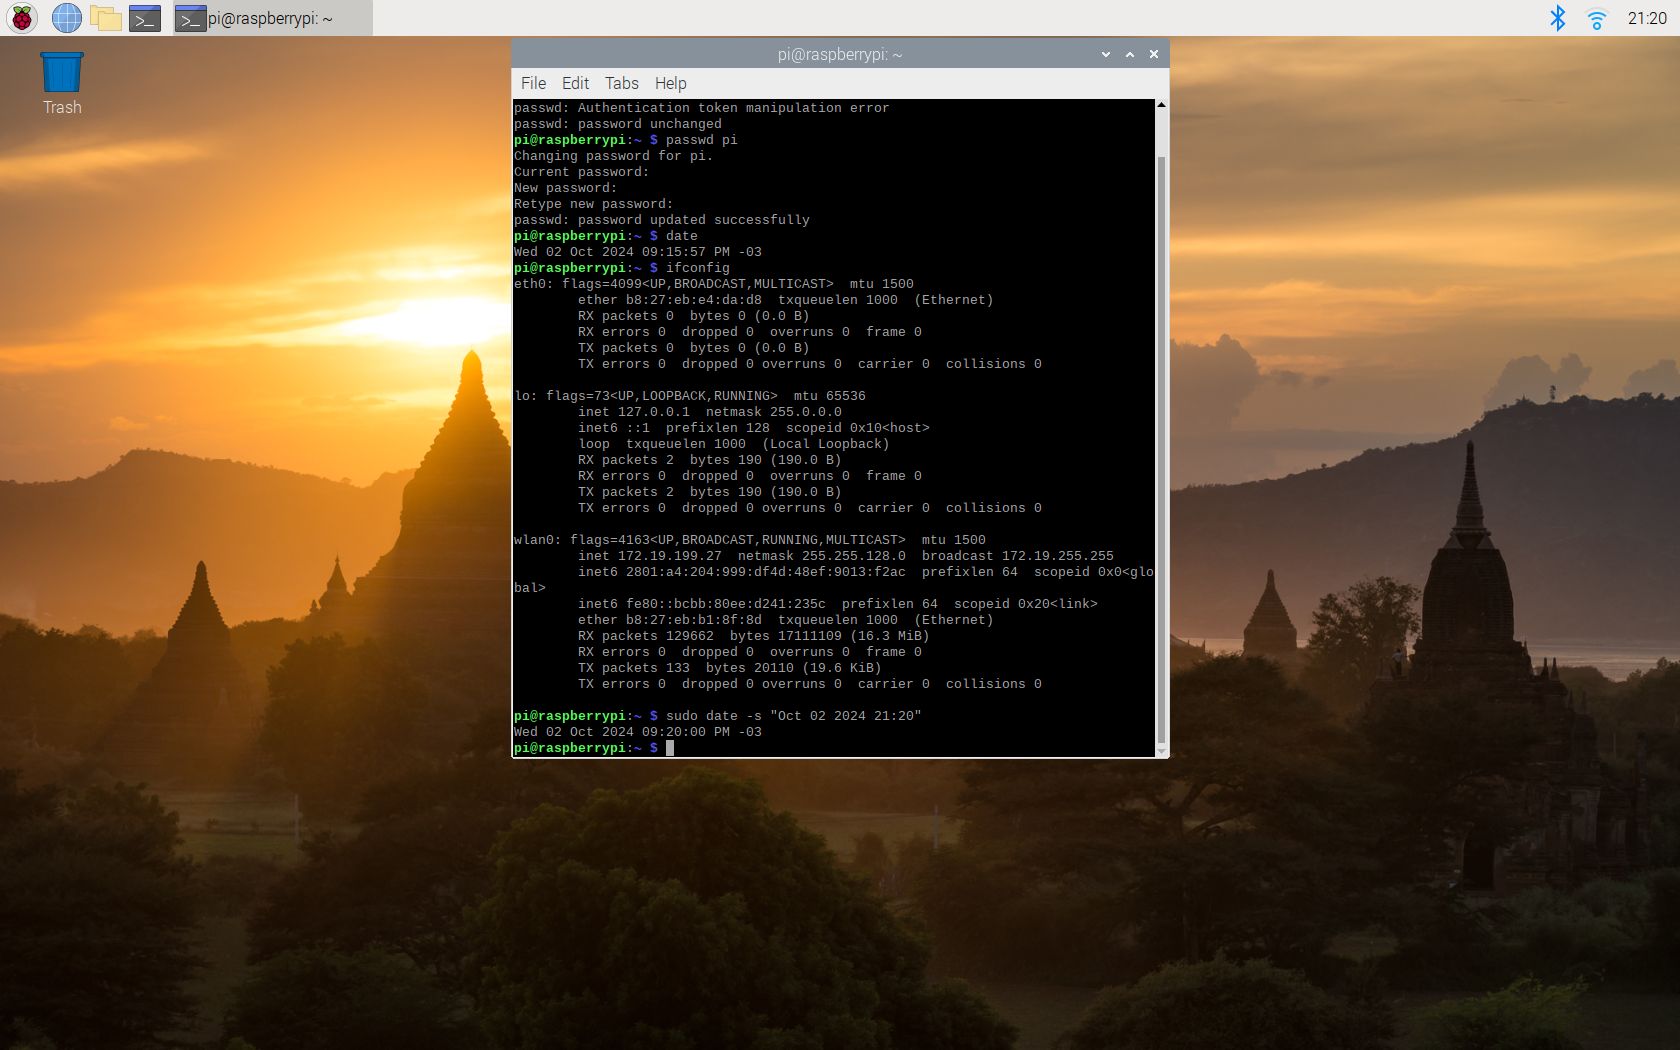 pi@raspberrypi: ~
21:20
Trash
pi@raspberrypi: ~
File Edit Tabs Help
passwd: Authentication token manipulation error
passwd: password unchanged
pi@raspberrypi:~ $ passwd pi
Changing password for pi.
Current password:
New password:
Retype new password:
passwd: password updated successfully
pi@raspberrypi:~ $ date
Wed 02 Oct 2024 09:15:57 PM -03
pi@raspberrypi:~ $ ifconfig
eth0: flags=4099<UP,BROADCAST,MULTICAST>  mtu 1500
        ether b8:27:eb:e4:da:d8  txqueuelen 1000  (Ethernet)
        RX packets 0  bytes 0 (0.0 B)
        RX errors 0  dropped 0  overruns 0  frame 0
        TX packets 0  bytes 0 (0.0 B)
        TX errors 0  dropped 0 overruns 0  carrier 0  collisions 0
lo: flags=73<UP,LOOPBACK,RUNNING>  mtu 65536
        inet 127.0.0.1  netmask 255.0.0.0
        inet6 ::1  prefixlen 128  scopeid 0x10<host>
        loop  txqueuelen 1000  (Local Loopback)
        RX packets 2  bytes 190 (190.0 B)
        RX errors 0  dropped 0  overruns 0  frame 0
        TX packets 2  bytes 190 (190.0 B)
        TX errors 0  dropped 0 overruns 0  carrier 0  collisions 0
wlan0: flags=4163<UP,BROADCAST,RUNNING,MULTICAST>  mtu 1500
        inet 172.19.199.27  netmask 255.255.128.0  broadcast 172.19.255.255
        inet6 2801:a4:204:999:df4d:48ef:9013:f2ac  prefixlen 64  scopeid 0x0<glo
bal>
        inet6 fe80::bcbb:80ee:d241:235c  prefixlen 64  scopeid 0x20<link>
        ether b8:27:eb:b1:8f:8d  txqueuelen 1000  (Ethernet)
        RX packets 129662  bytes 17111109 (16.3 MiB)
        RX errors 0  dropped 0  overruns 0  frame 0
        TX packets 133  bytes 20110 (19.6 KiB)
        TX errors 0  dropped 0 overruns 0  carrier 0  collisions 0
pi@raspberrypi:~ $ sudo date -s "Oct 02 2024 21:20"
Wed 02 Oct 2024 09:20:00 PM -03
pi@raspberrypi:~ $